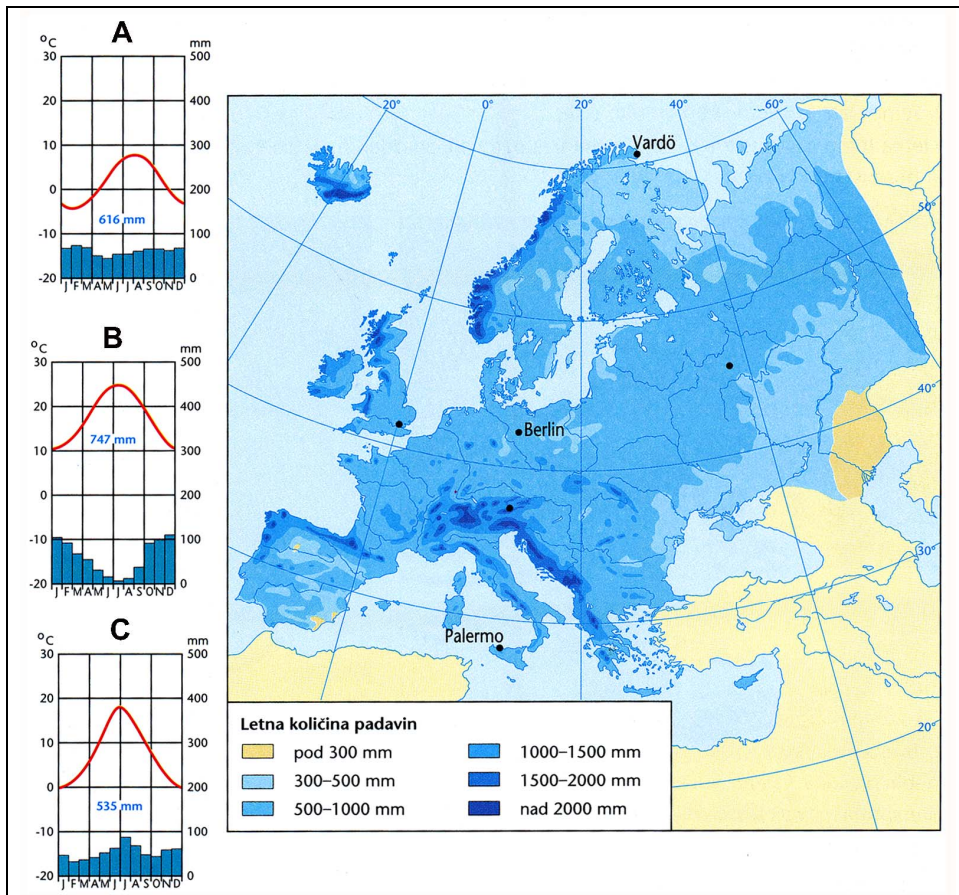 A
°C
mm
30
500
20
400
10
300
0
200
-10
100
-20
0
616 mm
J F M A M J J A S O N D
B
°C
mm
30
500
20
400
10
300
0
200
-10
100
-20
0
747 mm
J F M A M J J A S O N D
C
°C
mm
30
500
20
400
10
300
0
200
-10
100
-20
0
535 mm
J F M A M J J A S O N D
20°
0°
20°
40°
60°
50°
40°
30°
20°
Vardö
Berlin
Palermo
Letna količina padavin
pod 300 mm
300–500 mm
500–1000 mm
1000–1500 mm
1500–2000 mm
nad 2000 mm